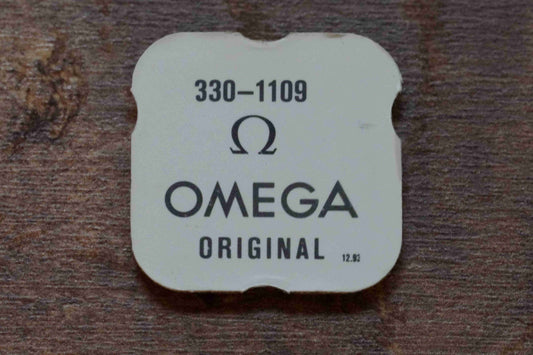 330-1109
Ω
OMEGA
ORIGINAL
12.93